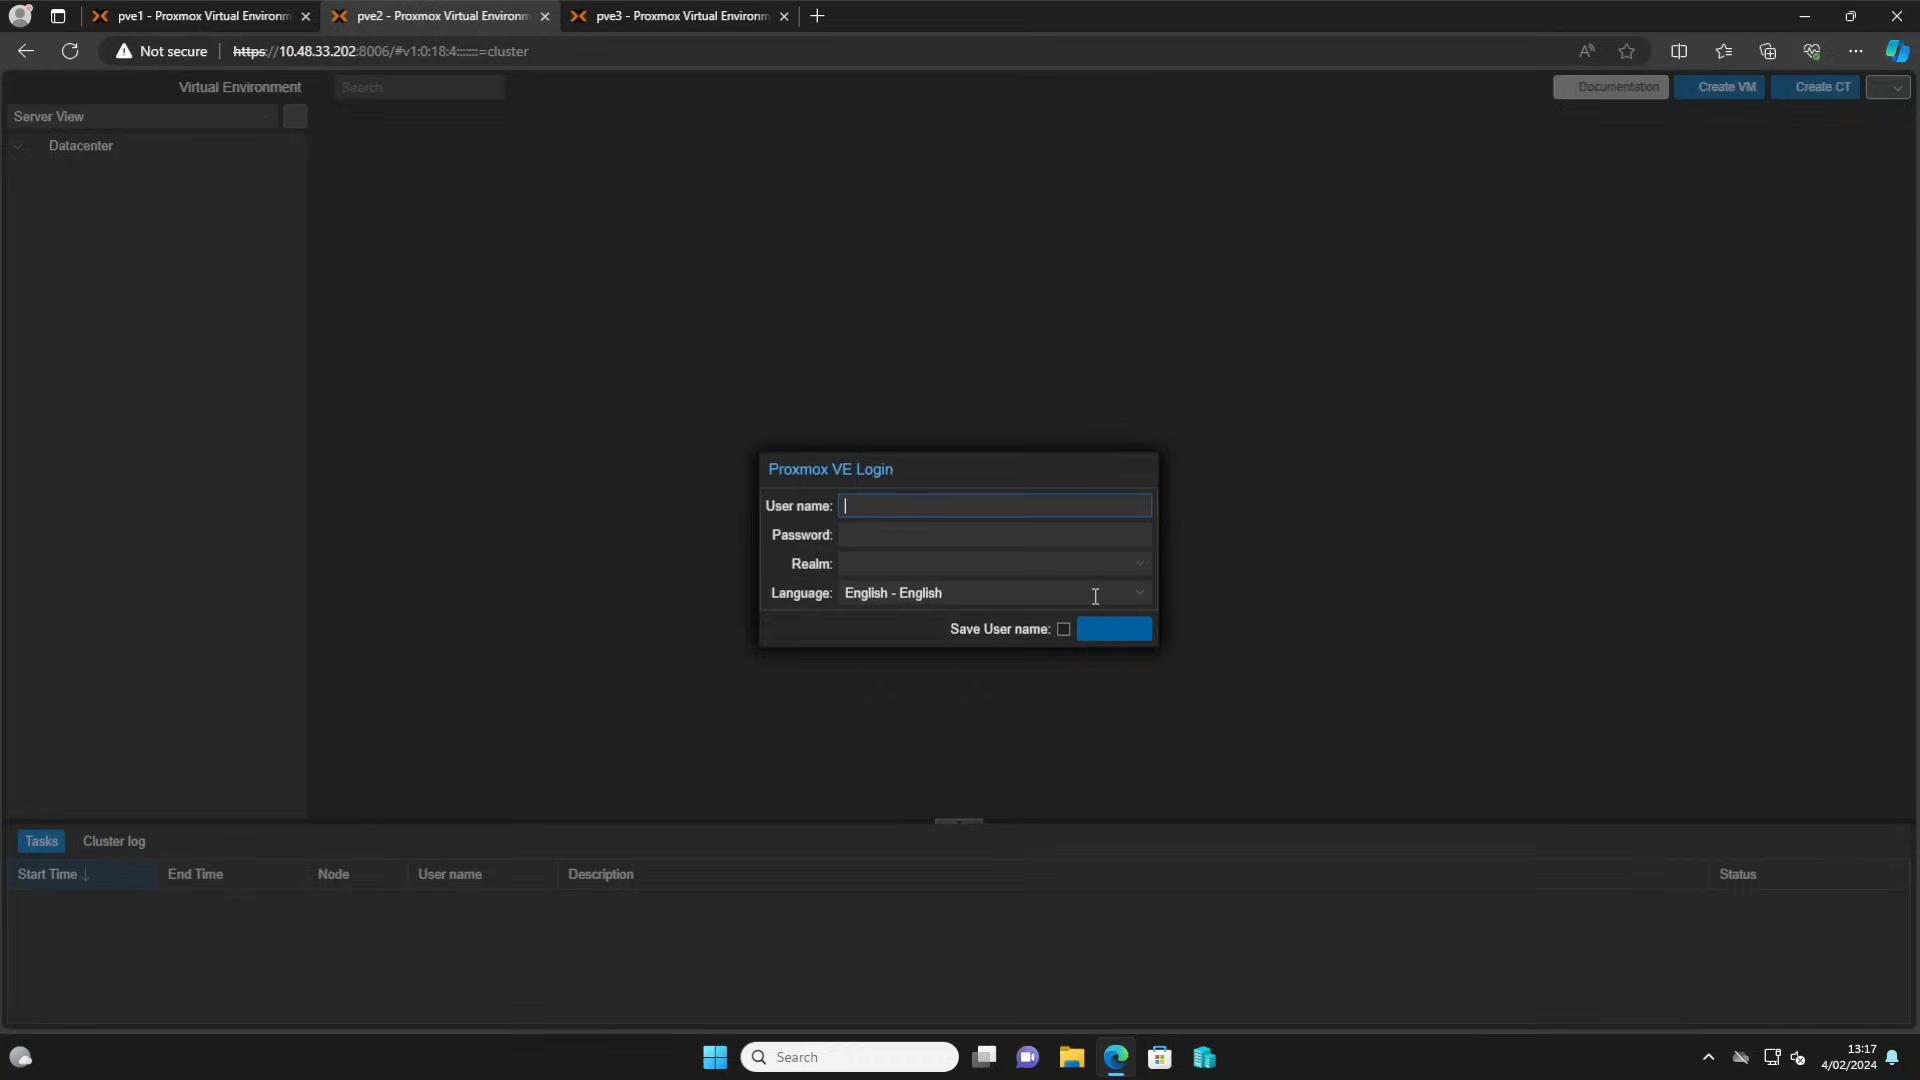 pve1 - Proxmox Virtual Environm
pve2 - Proxmox Virtual Environm
pve3 - Proxmox Virtual Environm
Not secure
https://10.48.33.202:8006/#v1:0:18:4:::::::=cluster
Virtual Environment
Search
Documentation
Create VM
Create CT
Server View
Datacenter
Proxmox VE Login
User name:
Password:
Realm:
Language: English - English
Save User name:
Tasks
Cluster log
Start Time
End Time
Node
User name
Description
Status
Search
13:17
4/02/2024